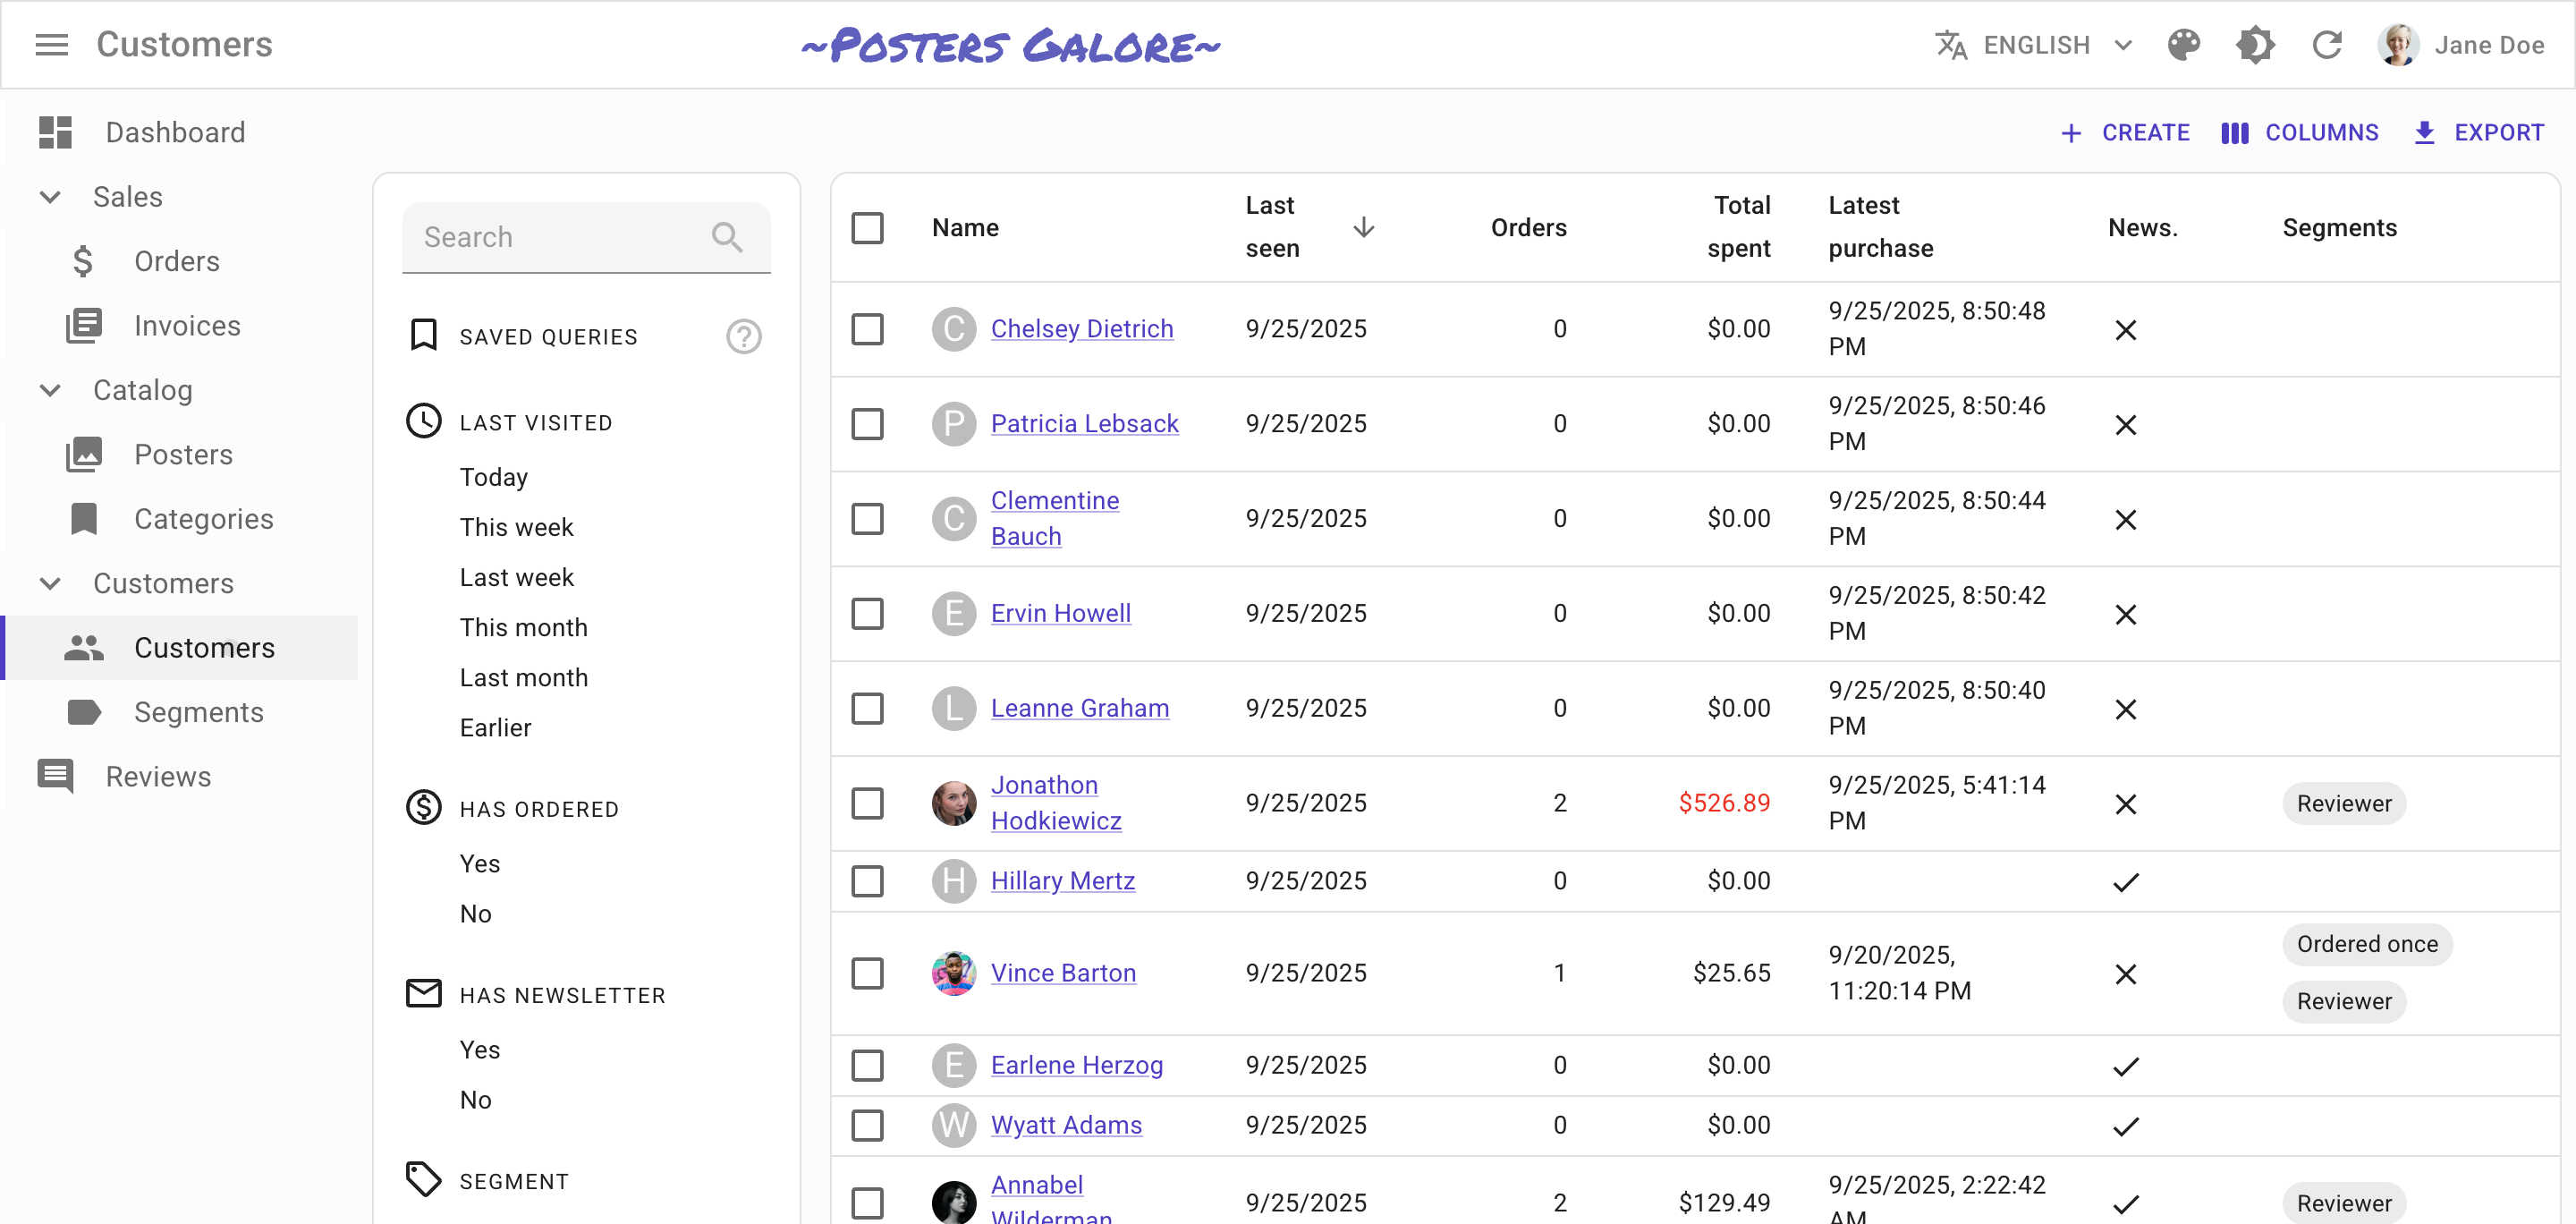 Customers
~Posters Galore~
ENGLISH
Jane Doe
CREATE
COLUMNS
EXPORT
Dashboard
Sales
Orders
Invoices
Catalog
Posters
Categories
Customers
Customers
Segments
Reviews
Search
SAVED QUERIES
LAST VISITED
Today
This week
Last week
This month
Last month
Earlier
HAS ORDERED
Yes
No
HAS NEWSLETTER
Yes
No
SEGMENT
Name
Last
seen
Orders
Total
spent
Latest
purchase
News.
Segments
C
Chelsey Dietrich
9/25/2025
0
$0.00
9/25/2025, 8:50:48
PM
P
Patricia Lebsack
9/25/2025
0
$0.00
9/25/2025, 8:50:46
PM
C
Clementine
Bauch
9/25/2025
0
$0.00
9/25/2025, 8:50:44
PM
E
Ervin Howell
9/25/2025
0
$0.00
9/25/2025, 8:50:42
PM
L
Leanne Graham
9/25/2025
0
$0.00
9/25/2025, 8:50:40
PM
Jonathon
Hodkiewicz
9/25/2025
2
$526.89
9/25/2025, 5:41:14
PM
Reviewer
H
Hillary Mertz
9/25/2025
0
$0.00
Vince Barton
9/25/2025
1
$25.65
9/20/2025,
11:20:14 PM
Ordered once
Reviewer
E
Earlene Herzog
9/25/2025
0
$0.00
W
Wyatt Adams
9/25/2025
0
$0.00
Annabel
Wilderman
9/25/2025
2
$129.49
9/25/2025, 2:22:42
AM
Reviewer